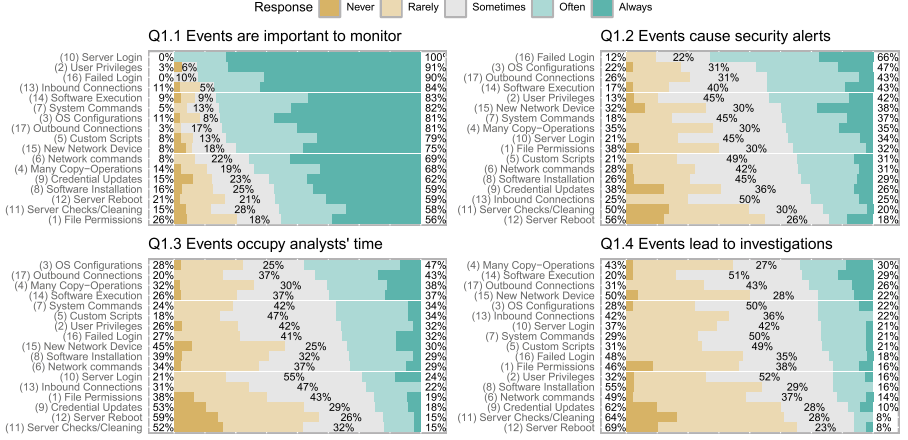 Response Never Rarely Sometimes Often Always
Q1.1 Events are important to monitor
(10) Server Login 0% 100%
(2) User Privileges 3% 6% 91%
(16) Failed Login 0% 10% 90%
(13) Inbound Connections 11% 5% 84%
(14) Software Execution 9% 9% 83%
(7) System Commands 5% 13% 82%
(3) OS Configurations 11% 8% 81%
(17) Outbound Connections 3% 17% 81%
(5) Custom Scripts 8% 13% 79%
(15) New Network Device 8% 18% 75%
(6) Network commands 8% 22% 69%
(4) Many Copy−Operations 14% 19% 68%
(9) Credential Updates 15% 23% 62%
(8) Software Installation 16% 25% 59%
(12) Server Reboot 21% 21% 59%
(11) Server Checks/Cleaning 15% 28% 58%
(1) File Permissions 26% 18% 56%
Q1.2 Events cause security alerts
(16) Failed Login 12% 22% 66%
(3) OS Configurations 22% 31% 47%
(17) Outbound Connections 26% 31% 43%
(14) Software Execution 17% 40% 43%
(2) User Privileges 13% 45% 42%
(15) New Network Device 32% 30% 38%
(7) System Commands 18% 45% 37%
(4) Many Copy−Operations 35% 30% 35%
(10) Server Login 21% 45% 34%
(1) File Permissions 38% 30% 32%
(5) Custom Scripts 21% 49% 31%
(6) Network commands 28% 42% 31%
(8) Software Installation 26% 45% 29%
(9) Credential Updates 38% 36% 26%
(13) Inbound Connections 25% 50% 25%
(11) Server Checks/Cleaning 50% 30% 20%
(12) Server Reboot 56% 26% 18%
Q1.3 Events occupy analysts' time
(3) OS Configurations 28% 25% 47%
(17) Outbound Connections 20% 37% 43%
(4) Many Copy−Operations 32% 30% 38%
(14) Software Execution 26% 37% 37%
(7) System Commands 24% 42% 34%
(5) Custom Scripts 18% 47% 34%
(2) User Privileges 26% 42% 32%
(16) Failed Login 27% 41% 32%
(15) New Network Device 45% 25% 30%
(8) Software Installation 39% 32% 29%
(6) Network commands 34% 37% 29%
(10) Server Login 21% 55% 24%
(13) Inbound Connections 31% 47% 22%
(1) File Permissions 38% 43% 19%
(9) Credential Updates 53% 29% 18%
(12) Server Reboot 59% 26% 15%
(11) Server Checks/Cleaning 52% 32% 15%
Q1.4 Events lead to investigations
(4) Many Copy−Operations 43% 27% 30%
(14) Software Execution 20% 51% 29%
(17) Outbound Connections 31% 43% 26%
(15) New Network Device 50% 28% 22%
(3) OS Configurations 28% 50% 22%
(13) Inbound Connections 42% 36% 22%
(10) Server Login 37% 42% 21%
(7) System Commands 29% 50% 21%
(5) Custom Scripts 31% 49% 21%
(16) Failed Login 48% 35% 18%
(1) File Permissions 46% 38% 16%
(2) User Privileges 32% 52% 16%
(8) Software Installation 55% 29% 16%
(6) Network commands 49% 37% 14%
(9) Credential Updates 62% 28% 10%
(11) Server Checks/Cleaning 64% 28% 8%
(12) Server Reboot 69% 23% 8%